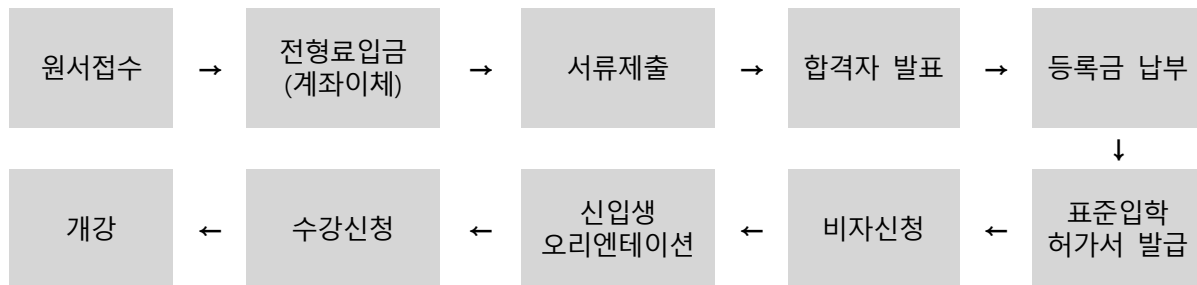 원서접수
→
전형료입금
(계좌이체)
→
서류제출
→
합격자 발표
→
등록금 납부
↓
표준입학
허가서 발급
←
비자신청
←
신입생
오리엔테이션
←
수강신청
←
개강